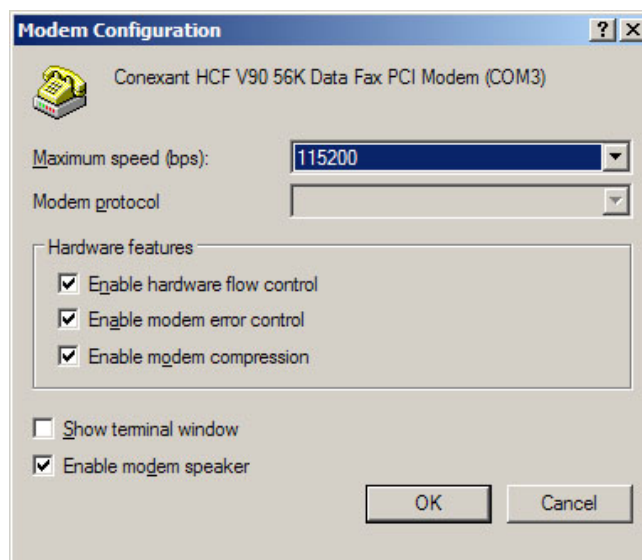 Modem Configuration
Conexant HCF V90 56K Data Fax PCI Modem (COM3)
Maximum speed (bps):
115200
Modem protocol
Hardware features
Enable hardware flow control
Enable modem error control
Enable modem compression
Show terminal window
Enable modem speaker
OK
Cancel